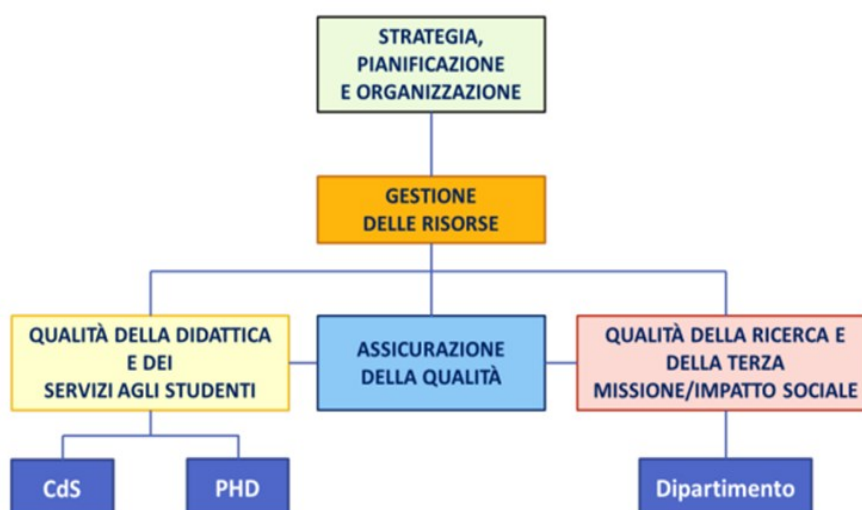 STRATEGIA,
PIANIFICAZIONE
E ORGANIZZAZIONE
GESTIONE
DELLE RISORSE
QUALITÀ DELLA DIDATTICA
E DEI
SERVIZI AGLI STUDENTI
ASSICURAZIONE
DELLA QUALITÀ
QUALITÀ DELLA RICERCA E
DELLA TERZA
MISSIONE/IMPATTO SOCIALE
CdS
PHD
Dipartimento